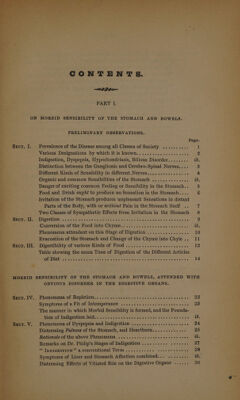 CONTENTS.
PART I.
ON MORBID SENSIBILITY OF THE STOMACH AND BOWELS.
PRELIMINARY OBSERVATIONS.
Page.
SECT. I. Prevalence of the Disease among all Classes of Society 1
Various Designations by which it is known 2
Indigestion, Dyspepsia, Hypochondriasis, Bilious Disorder ib.
Distinction between the Ganglionic and Cerebro-Spinal Nerves 3
Different Kinds of Sensibility in different Nerves 4
Organic and common Sensibilities of the Stomach ib.
Danger of exciting common Feeling or Sensibility in the Stomach 5
Food and Drink ought to produce no Sensation in the Stomach 6
Irritation of the Stomach produces unpleasant Sensations in distant
Parts of the Body, with or without Pain in the Stomach itself 7
Two Classes of Sympathetic Effects from Irritation in the Stomach 8
SECT. II. Digestion 9
Conversion of the Food into Chyme ib.
Phenomena attendant on this Stage of Digestion 10
Evacuation of the Stomach and Change of the Chyme into Chyle 11
SECT. III. Digestibility of various Kinds of Food 12
Table shewing the mean Time of Digestion of the Different Articles
of Diet 14
MORBID SENSIBILITY OF THE STOMACH AND BOWELS, ATTENDED WITH
OBVIOUS DISORDER IN THE DIGESTIVE ORGANS.
SECT. IV. Phenomena of Repletion 22
Symptoms of a Fit of Intemperance 23
The manner in which Morbid Sensibility is formed, and the Foundation
of Indigestion laid ib.
SECT. V. Phenomena of Dyspepsia and Indigestion 24
Distressing Painss of the Stomach, and Heartburn 25
Rationale of the above Phenomena ib.
Remarks on Dr. Philip's Stages of Indigestion 27
"INDIGESTION" a conventional Term 28
Symptoms of Liver and Stomach Affection combined ib.
Distressing Effects of Vitiated Bile on the Digestive Organs 30